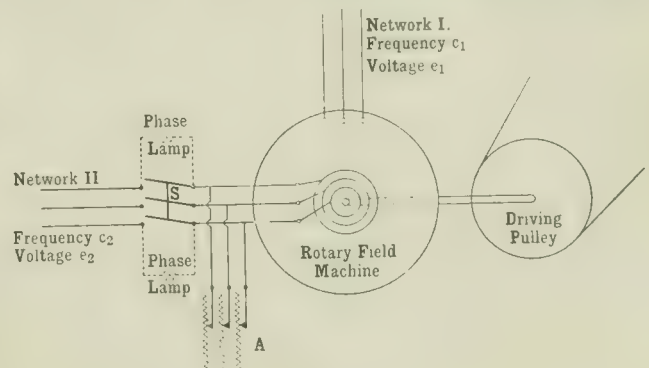 Network I.
Frequency c₁
Voltage e₁
Phase
Lamp
Network II
S
Frequency c₂
Voltage e₂
Phase
Lamp
Rotary Field
Machine
Driving
Pulley
A